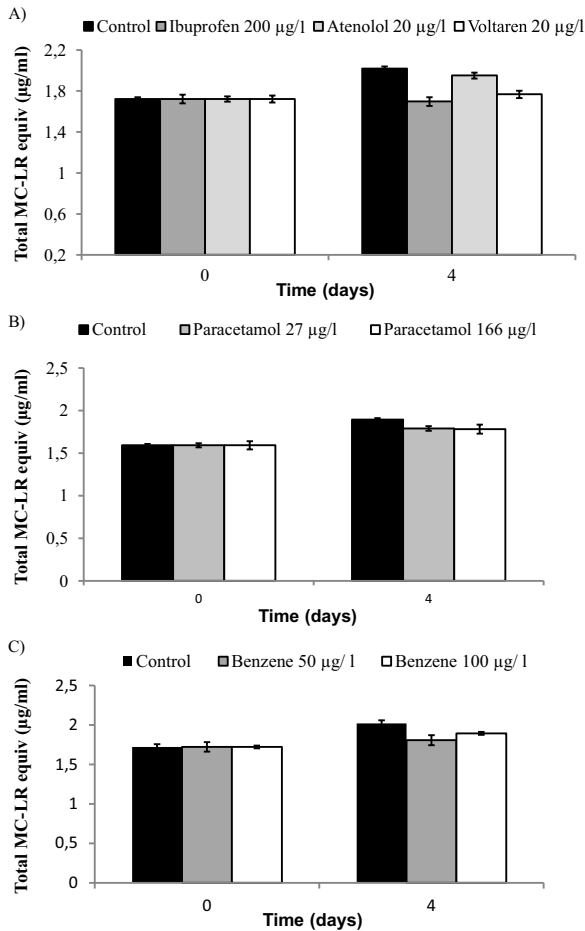 A)
Control Ibuprofen 200 µg/l Atenolol 20 µg/l Voltaren 20 µg/l
2,2
1,8
1,4
1
0,6
0,2
Total MC-LR equiv (µg/ml)
0 4
Time (days)
B)
Control Paracetamol 27 µg/l Paracetamol 166 µg/l
2,5
2
1,5
1
0,5
0
Total MC-LR equiv (µg/ml)
0 4
Time (days)
C)
Control Benzene 50 µg/ l Benzene 100 µg/ l
2,5
2
1,5
1
0,5
0
Total MC-LR equiv (µg/ml)
0 4
Time (days)